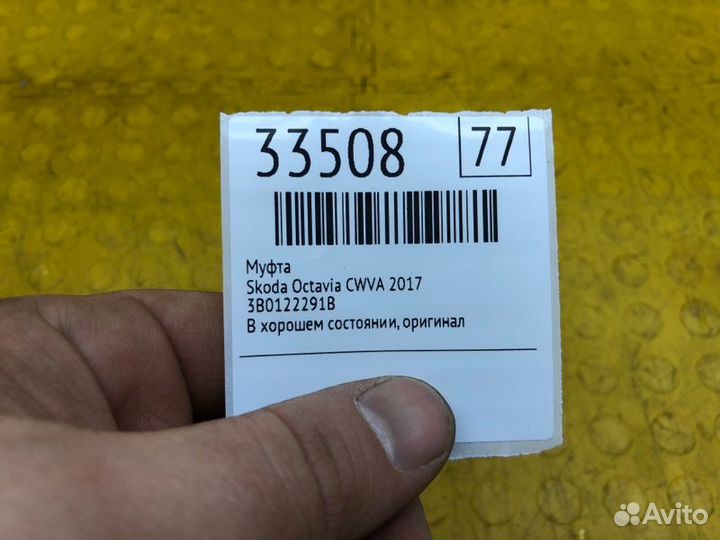 33508
77
Муфта
Skoda Octavia CWVA 2017
3B0122291B
В хорошем состоянии, оригинал
Avito